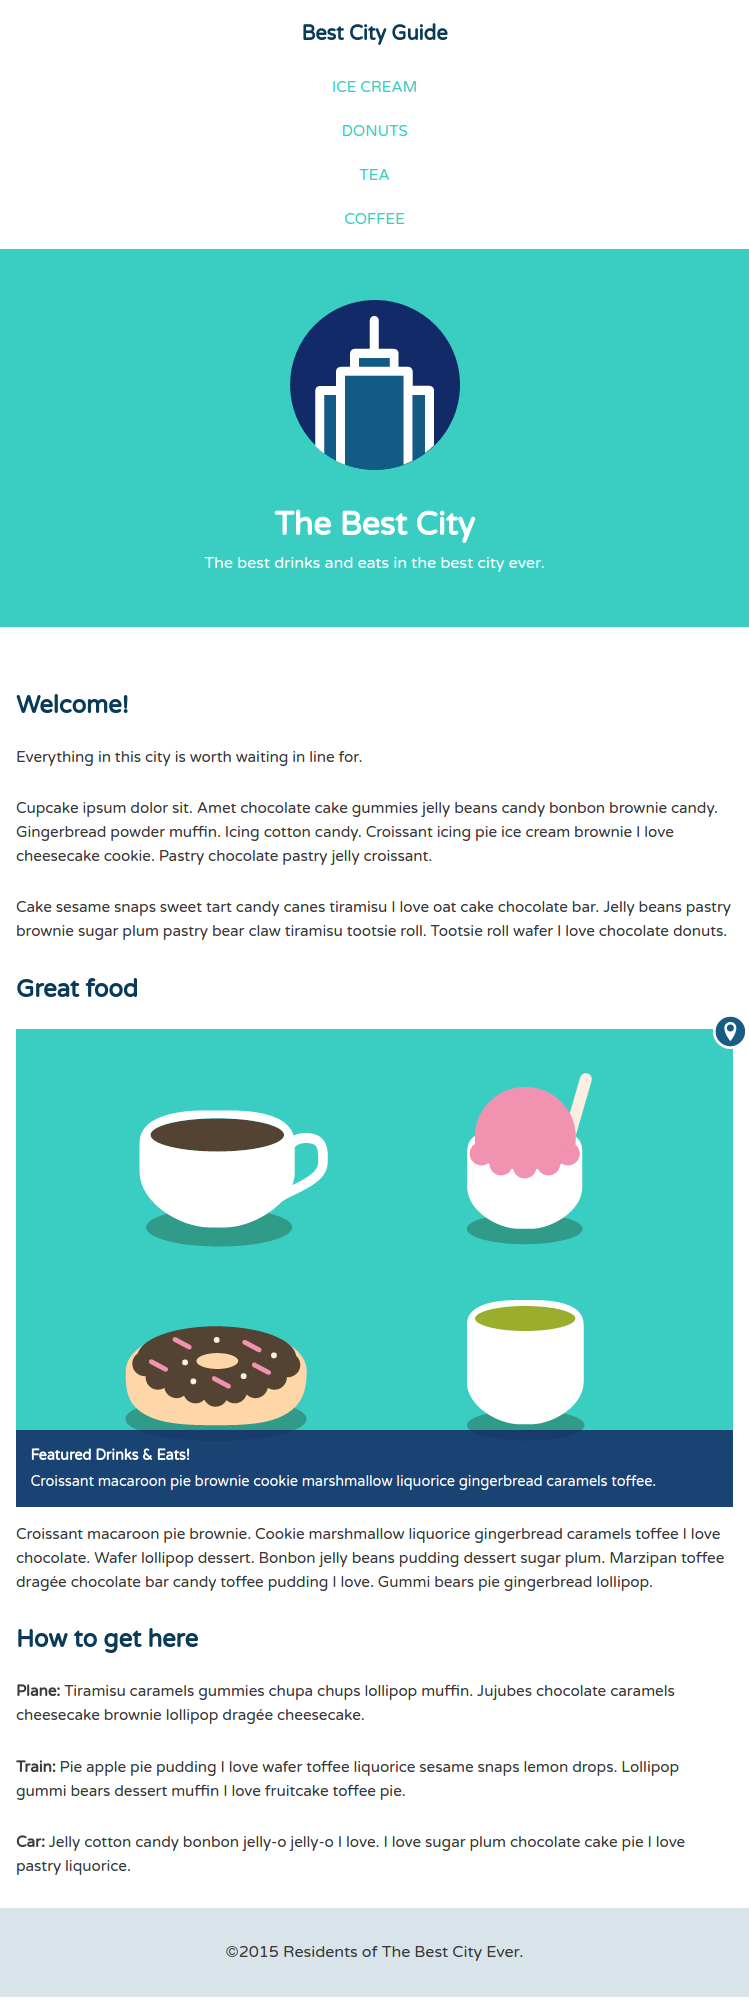 Best City Guide
ICE CREAM
DONUTS
TEA
COFFEE
The Best City
The best drinks and eats in the best city ever.
Welcome!
Everything in this city is worth waiting in line for.
Cupcake ipsum dolor sit. Amet chocolate cake gummies jelly beans candy bonbon brownie candy.
Gingerbread powder muffin. Icing cotton candy. Croissant icing pie ice cream brownie I love
cheesecake cookie. Pastry chocolate pastry jelly croissant.
Cake sesame snaps sweet tart candy canes tiramisu I love oat cake chocolate bar. Jelly beans pastry
brownie sugar plum pastry bear claw tiramisu tootsie roll. Tootsie roll wafer I love chocolate donuts.
Great food
Featured Drinks & Eats!
Croissant macaroon pie brownie cookie marshmallow liquorice gingerbread caramels toffee.
Croissant macaroon pie brownie. Cookie marshmallow liquorice gingerbread caramels toffee I love
chocolate. Wafer lollipop dessert. Bonbon jelly beans pudding dessert sugar plum. Marzipan toffee
dragée chocolate bar candy toffee pudding I love. Gummi bears pie gingerbread lollipop.
How to get here
Plane: Tiramisu caramels gummies chupa chups lollipop muffin. Jujubes chocolate caramels
cheesecake brownie lollipop dragée cheesecake.
Train: Pie apple pie pudding I love wafer toffee liquorice sesame snaps lemon drops. Lollipop
gummi bears dessert muffin I love fruitcake toffee pie.
Car: Jelly cotton candy bonbon jelly-o jelly-o I love. I love sugar plum chocolate cake pie I love
pastry liquorice.
©2015 Residents of The Best City Ever.